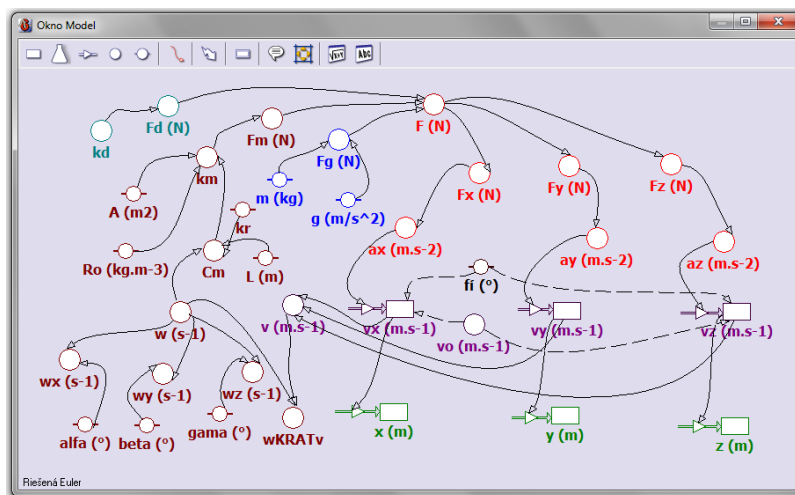 Okno Model
√x+y
Abc
F (N)
Fd (N)
kd
Fm (N)
Fg (N)
Fx (N)
Fy (N)
Fz (N)
km
m (kg)
A (m2)
g (m/s^2)
kr
ax (m.s-2)
ay (m.s-2)
az (m.s-2)
Ro (kg.m-3)
Cm
L (m)
fí (°)
w (s-1)
v (m.s-1)
vx (m.s-1)
vo (m.s-1)
vy (m.s-1)
vz (m.s-1)
wx (s-1)
wy (s-1)
wz (s-1)
alfa (°)
beta (°)
gama (°)
wKRATv
x (m)
y (m)
z (m)
Riešená Euler